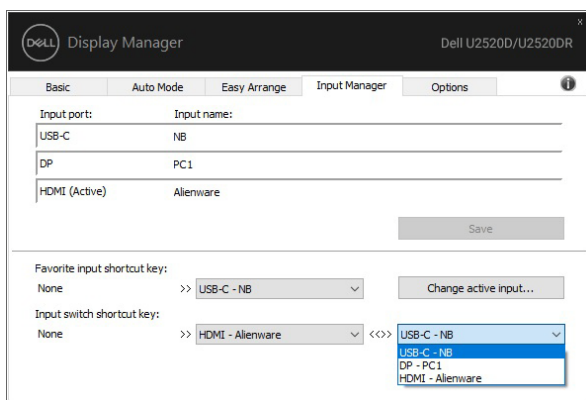 DELL Display Manager Dell U2520D/U2520DR x
Basic Auto Mode Easy Arrange Input Manager Options i
Input port: Input name:
USB-C NB
DP PC1
HDMI (Active) Alienware
Save
Favorite input shortcut key:
None >> USB-C - NB Change active input...
Input switch shortcut key:
None >> HDMI - Alienware <<>> USB-C - NB
USB-C - NB
DP - PC1
HDMI - Alienware